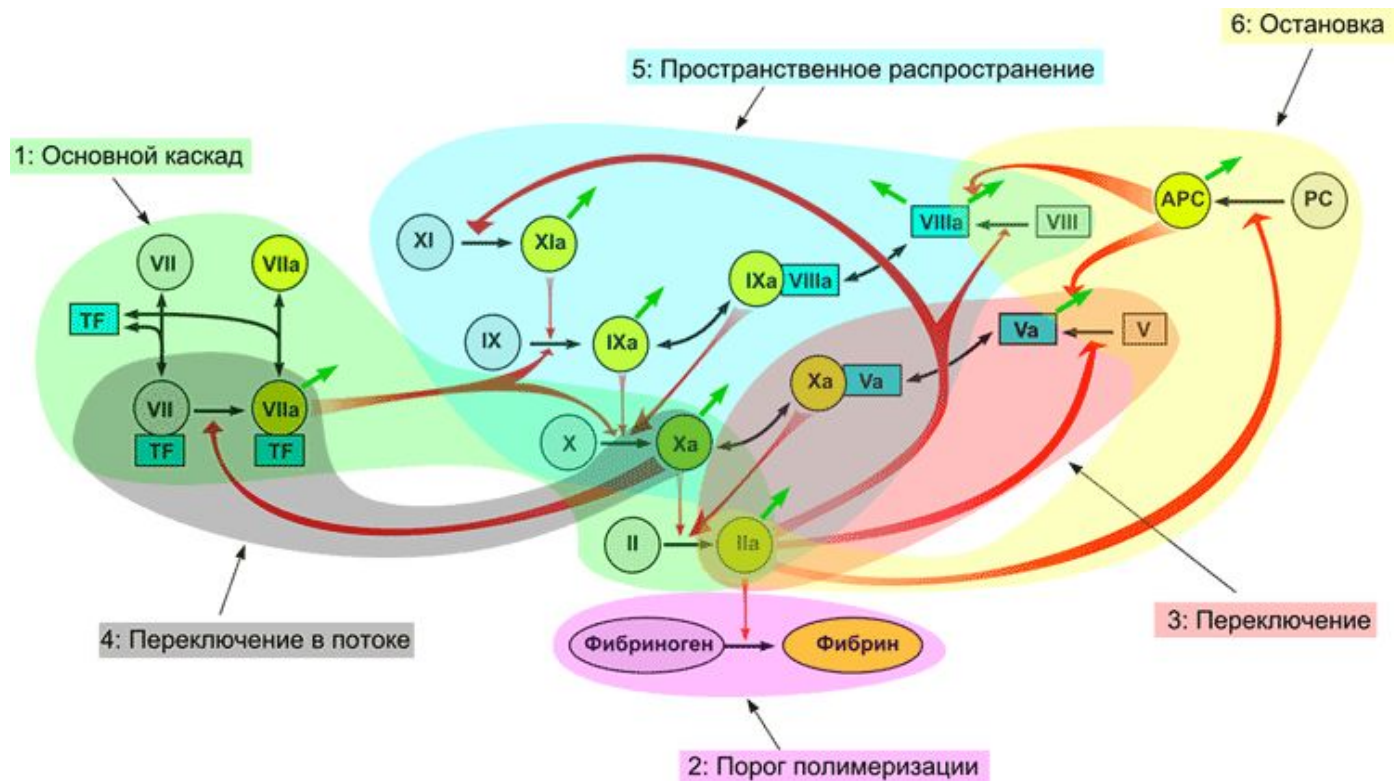 6: Остановка
5: Пространственное распространение
1: Основной каскад
VII
VIIa
TF
VII
TF
VIIa
TF
XI
XIa
IX
IXa
IXa
VIIIa
VIIIa
VIII
APC
PC
X
Xa
Xa
Va
Va
V
II
IIa
4: Переключение в потоке
3: Переключение
Фибриноген
Фибрин
2: Порог полимеризации